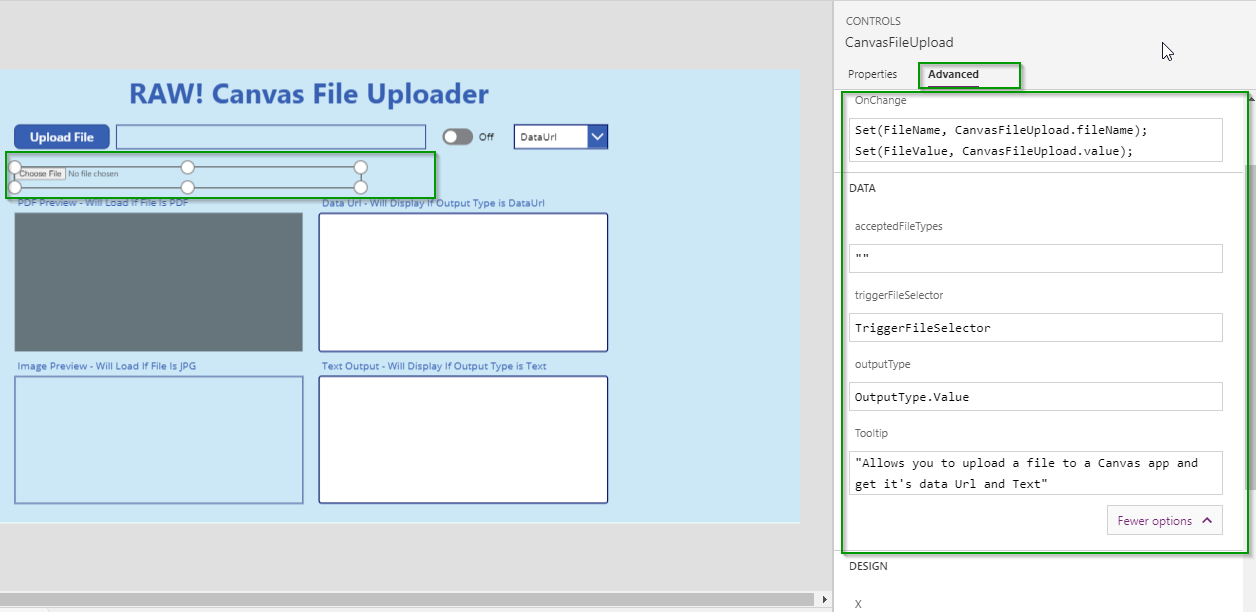 RAW! Canvas File Uploader
Upload File
Off
DataUrl
Choose File No file chosen
PDF Preview - Will Load If File Is PDF
Data Url - Will Display If Output Type is DataUrl
Image Preview - Will Load If File Is JPG
Text Output - Will Display If Output Type is Text
CONTROLS
CanvasFileUpload
Properties
Advanced
OnChange
Set(FileName, CanvasFileUpload.fileName);
Set(FileValue, CanvasFileUpload.value);
DATA
acceptedFileTypes
""
triggerFileSelector
TriggerFileSelector
outputType
OutputType.Value
Tooltip
"Allows you to upload a file to a Canvas app and
get it's data Url and Text"
Fewer options
DESIGN
X